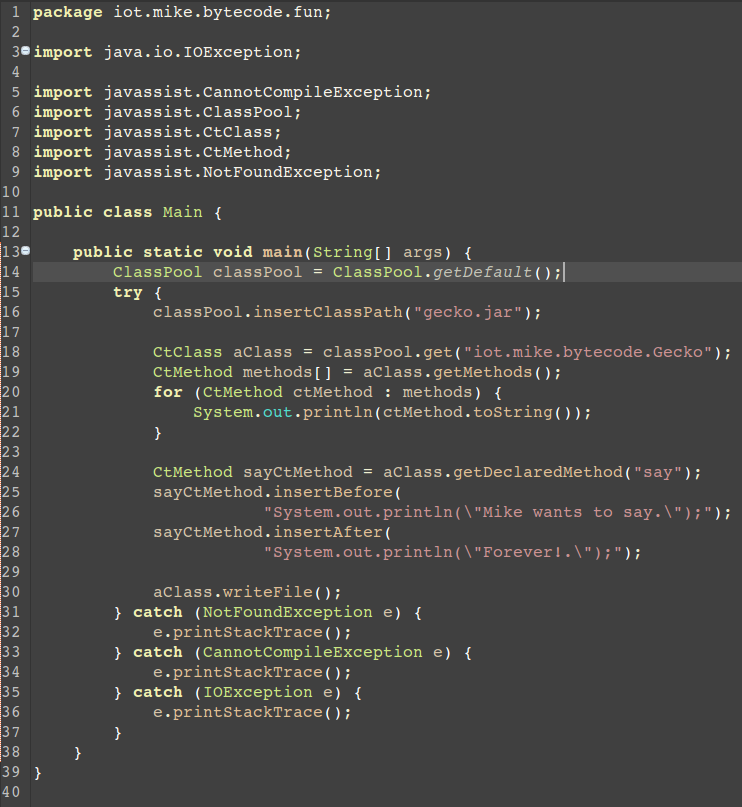 1 package iot.mike.bytecode.fun;
2
3 import java.io.IOException;
4
5 import javassist.CannotCompileException;
6 import javassist.ClassPool;
7 import javassist.CtClass;
8 import javassist.CtMethod;
9 import javassist.NotFoundException;
10
11 public class Main {
12
13     public static void main(String[] args) {
14         ClassPool classPool = ClassPool.getDefault();
15         try {
16             classPool.insertClassPath("gecko.jar");
17
18             CtClass aClass = classPool.get("iot.mike.bytecode.Gecko");
19             CtMethod methods[] = aClass.getMethods();
20             for (CtMethod ctMethod : methods) {
21                 System.out.println(ctMethod.toString());
22             }
23
24             CtMethod sayCtMethod = aClass.getDeclaredMethod("say");
25             sayCtMethod.insertBefore(
26                        "System.out.println(\"Mike wants to say.\");");
27             sayCtMethod.insertAfter(
28                        "System.out.println(\"Forever!.\");");
29
30             aClass.writeFile();
31         } catch (NotFoundException e) {
32             e.printStackTrace();
33         } catch (CannotCompileException e) {
34             e.printStackTrace();
35         } catch (IOException e) {
36             e.printStackTrace();
37         }
38     }
39 }
40